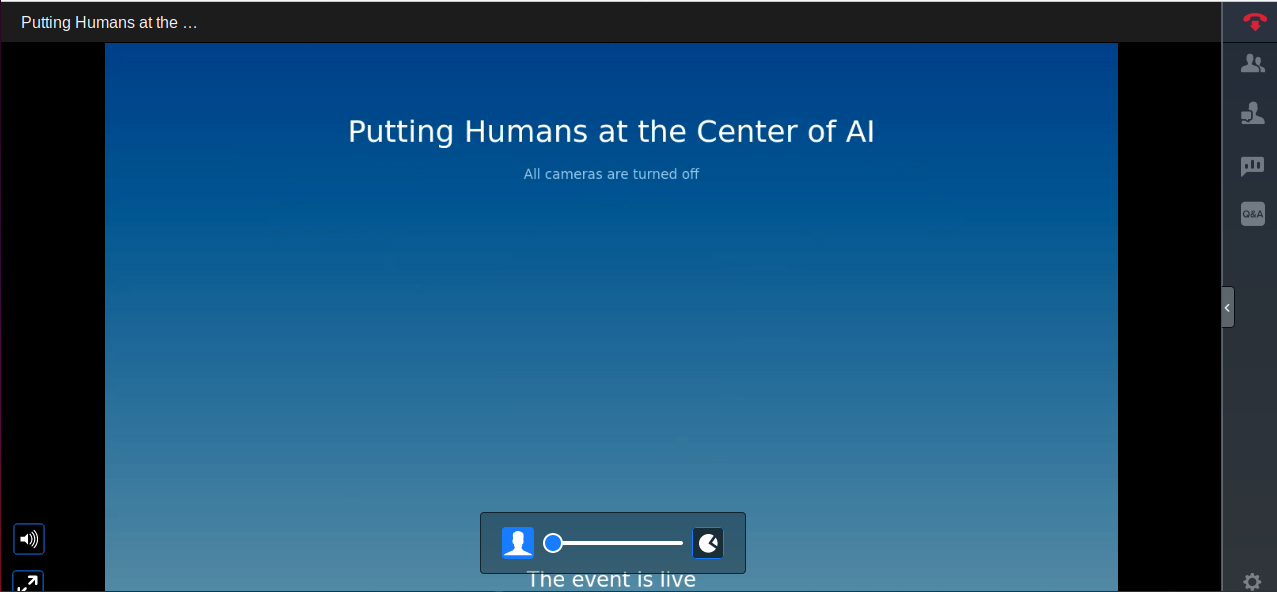 Putting Humans at the …
Putting Humans at the Center of AI
All cameras are turned off
Q&A
The event is live